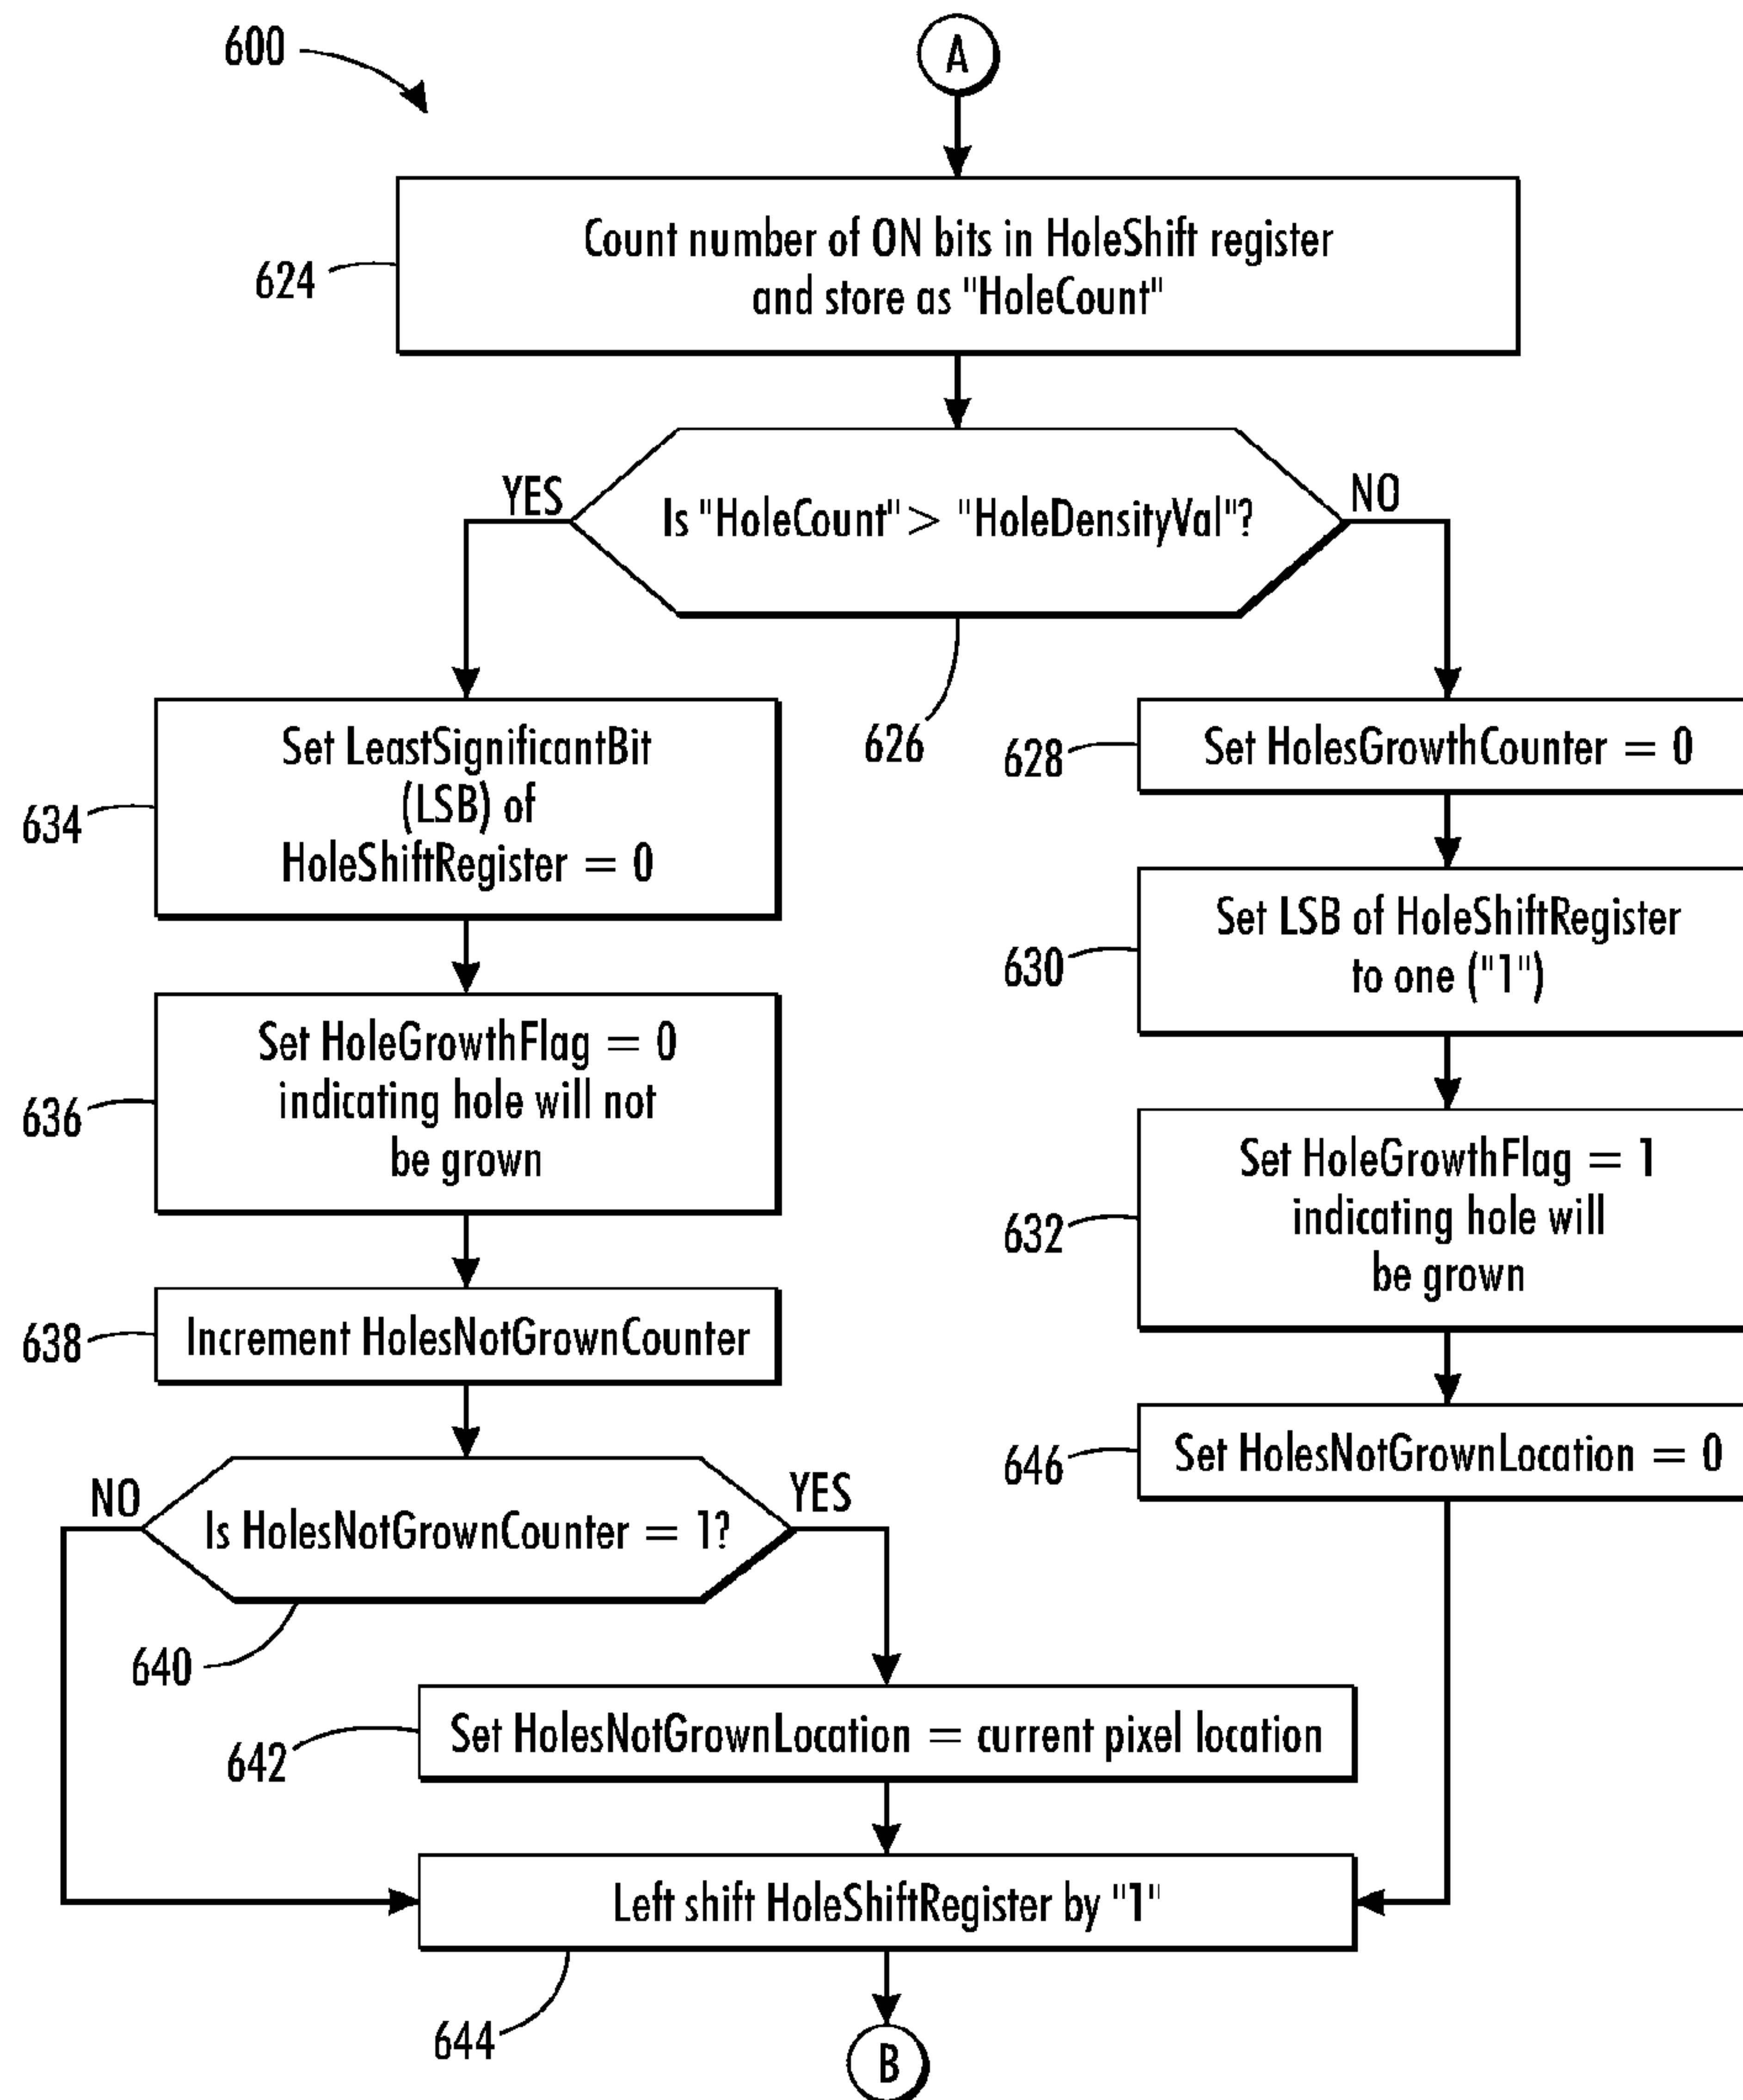 600
A
Count number of ON bits in HoleShift register
and store as "HoleCount"
624
YES
Is "HoleCount" > "HoleDensityVal"?
NO
626
Set LeastSignificantBit
(LSB) of
HoleShiftRegister = 0
634
Set HolesGrowthCounter = 0
628
Set LSB of HoleShiftRegister
to one ("1")
630
Set HoleGrowthFlag = 0
indicating hole will not
be grown
636
Set HoleGrowthFlag = 1
indicating hole will
be grown
632
Increment HolesNotGrownCounter
638
Set HolesNotGrownLocation = 0
646
NO
Is HolesNotGrownCounter = 1?
YES
640
Set HolesNotGrownLocation = current pixel location
642
Left shift HoleShiftRegister by "1"
644
B